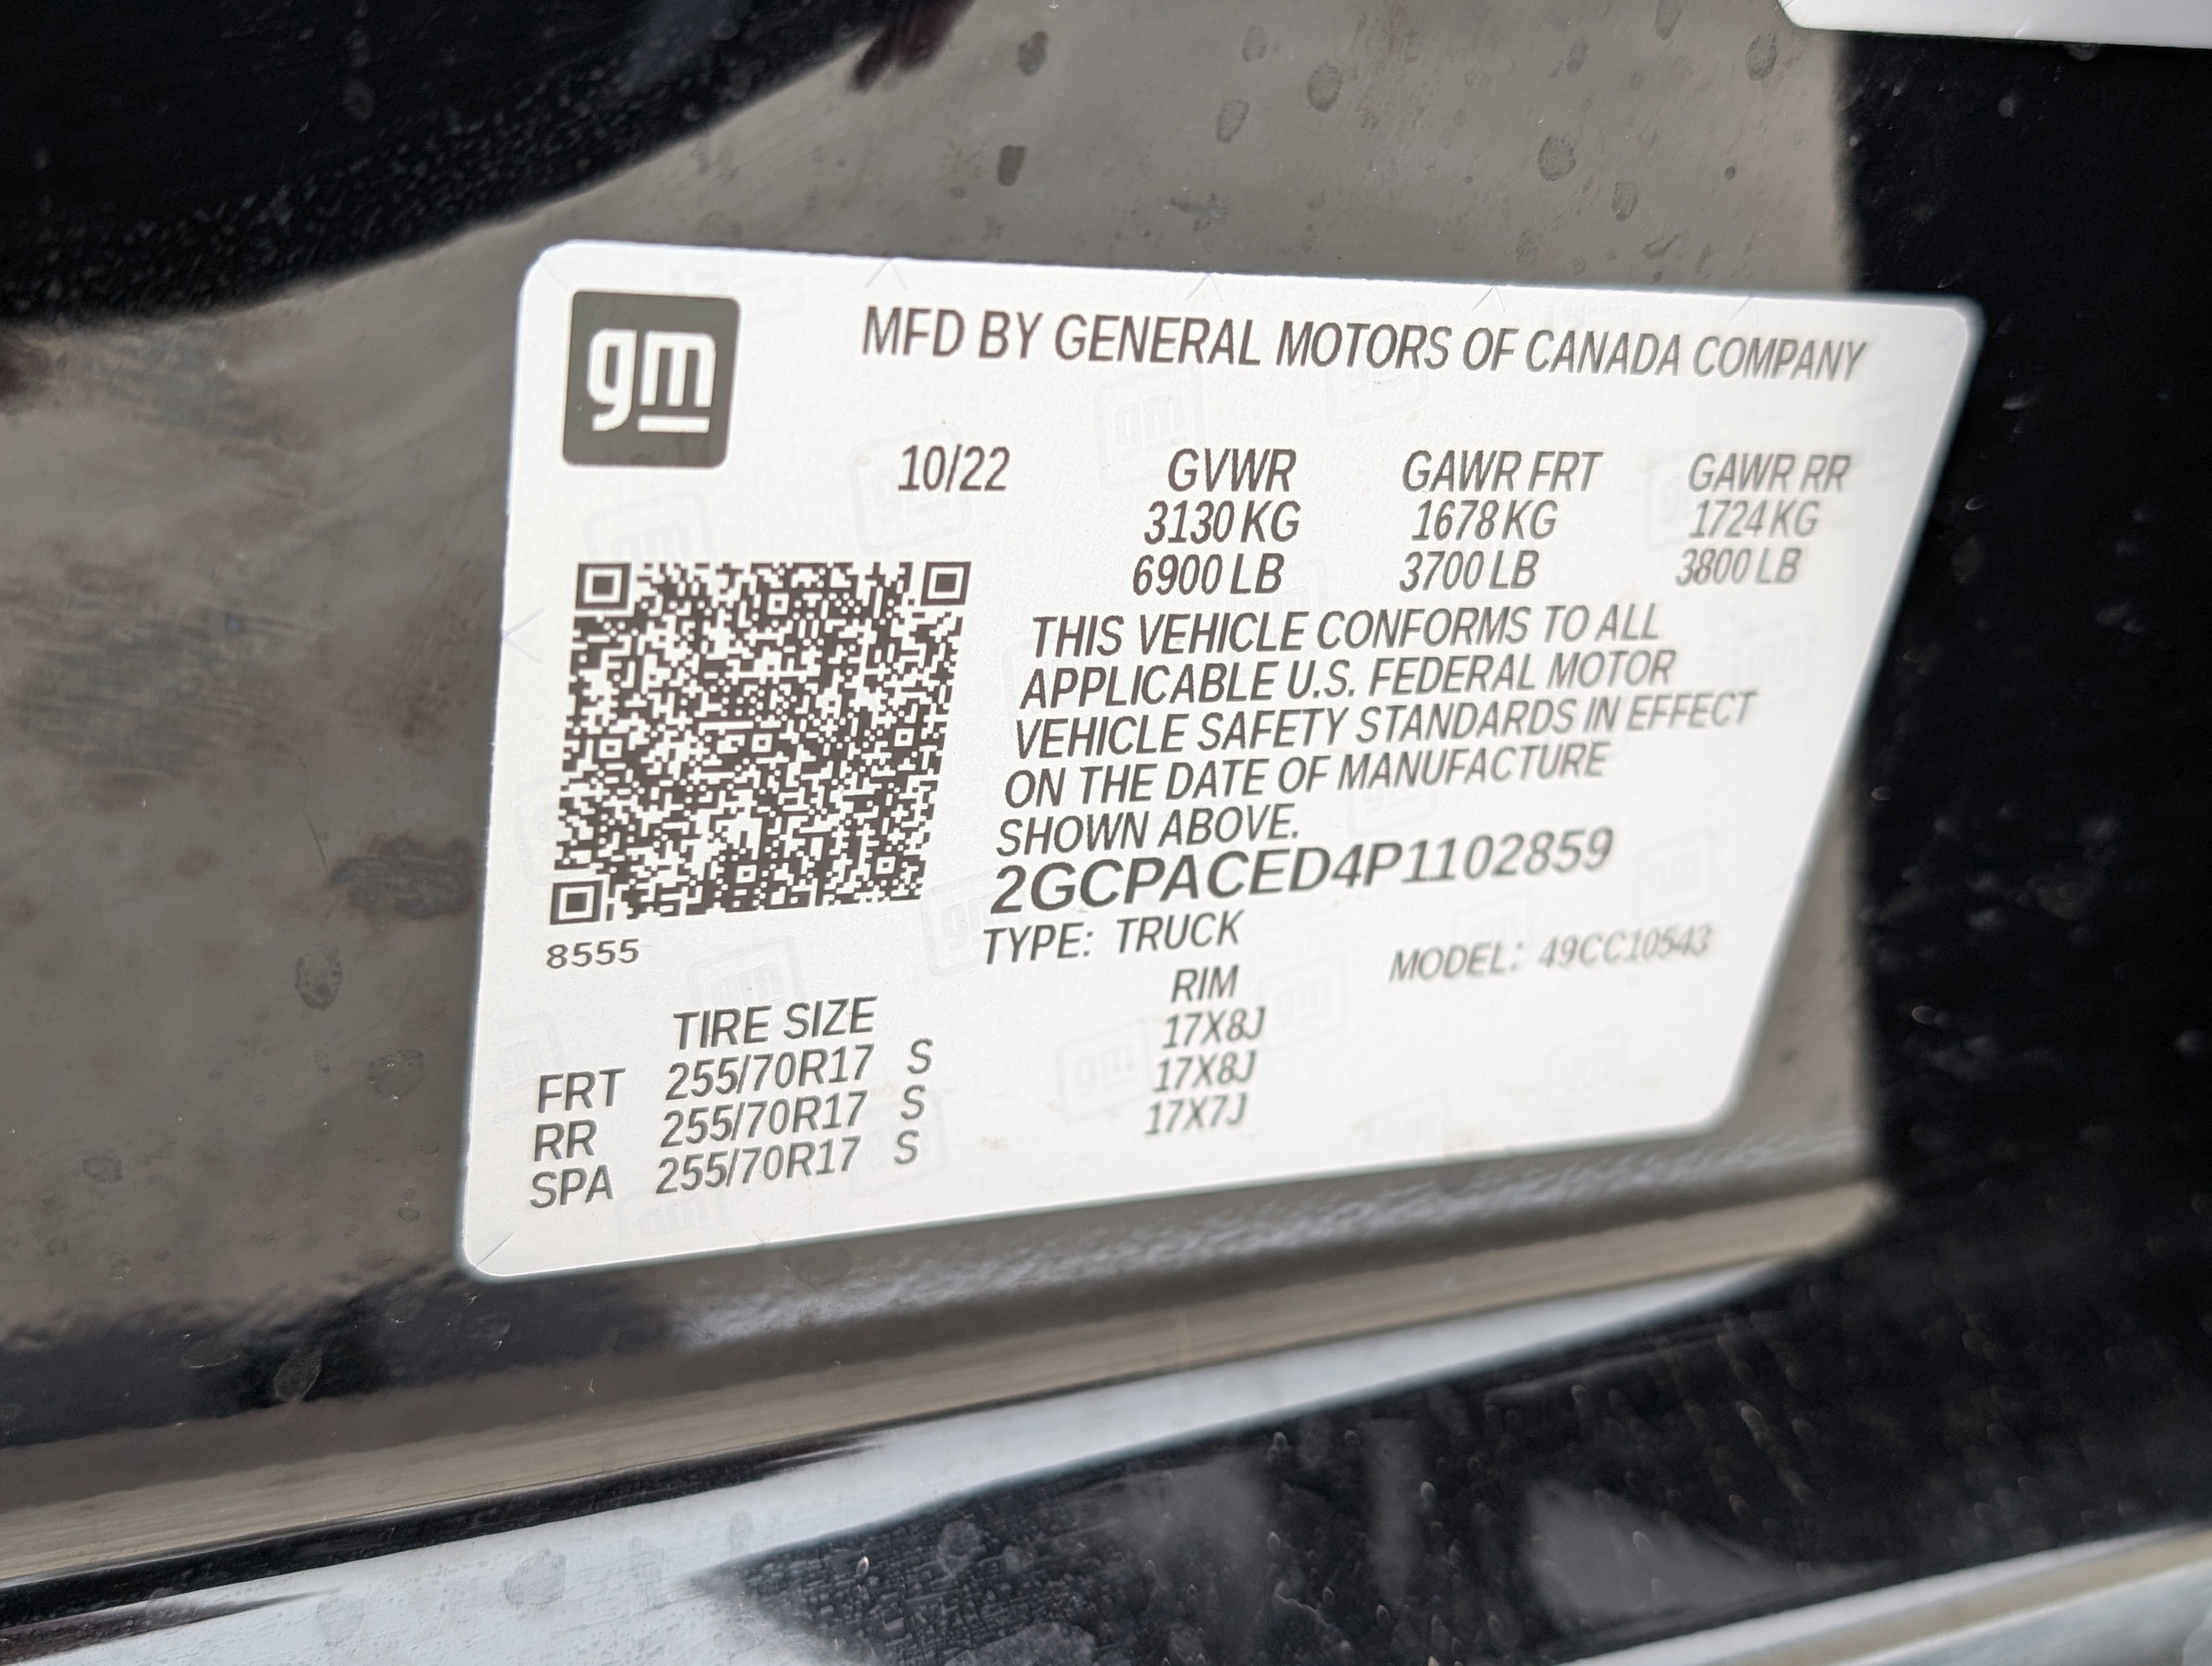 gm
MFD BY GENERAL MOTORS OF CANADA COMPANY
10/22 GVWR GAWR FRT GAWR RR
3130 KG 1678 KG 1724 KG
6900 LB 3700 LB 3800 LB
THIS VEHICLE CONFORMS TO ALL
APPLICABLE U.S. FEDERAL MOTOR
VEHICLE SAFETY STANDARDS IN EFFECT
ON THE DATE OF MANUFACTURE
SHOWN ABOVE.
2GCPACED4P1102859
8555
TYPE: TRUCK MODEL: 49CC10543
TIRE SIZE RIM
FRT 255/70R17 S 17X8J
RR 255/70R17 S 17X8J
SPA 255/70R17 S 17X7J